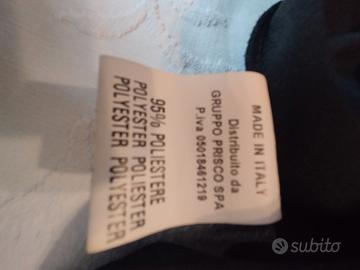 MADE IN ITALY
Distribuito da
GRUPPO PRISCO SPA
P.iva 05018461219
95% POLIESTERE
POLYESTER POLIESTER
POLYESTER POLYESTER
subito